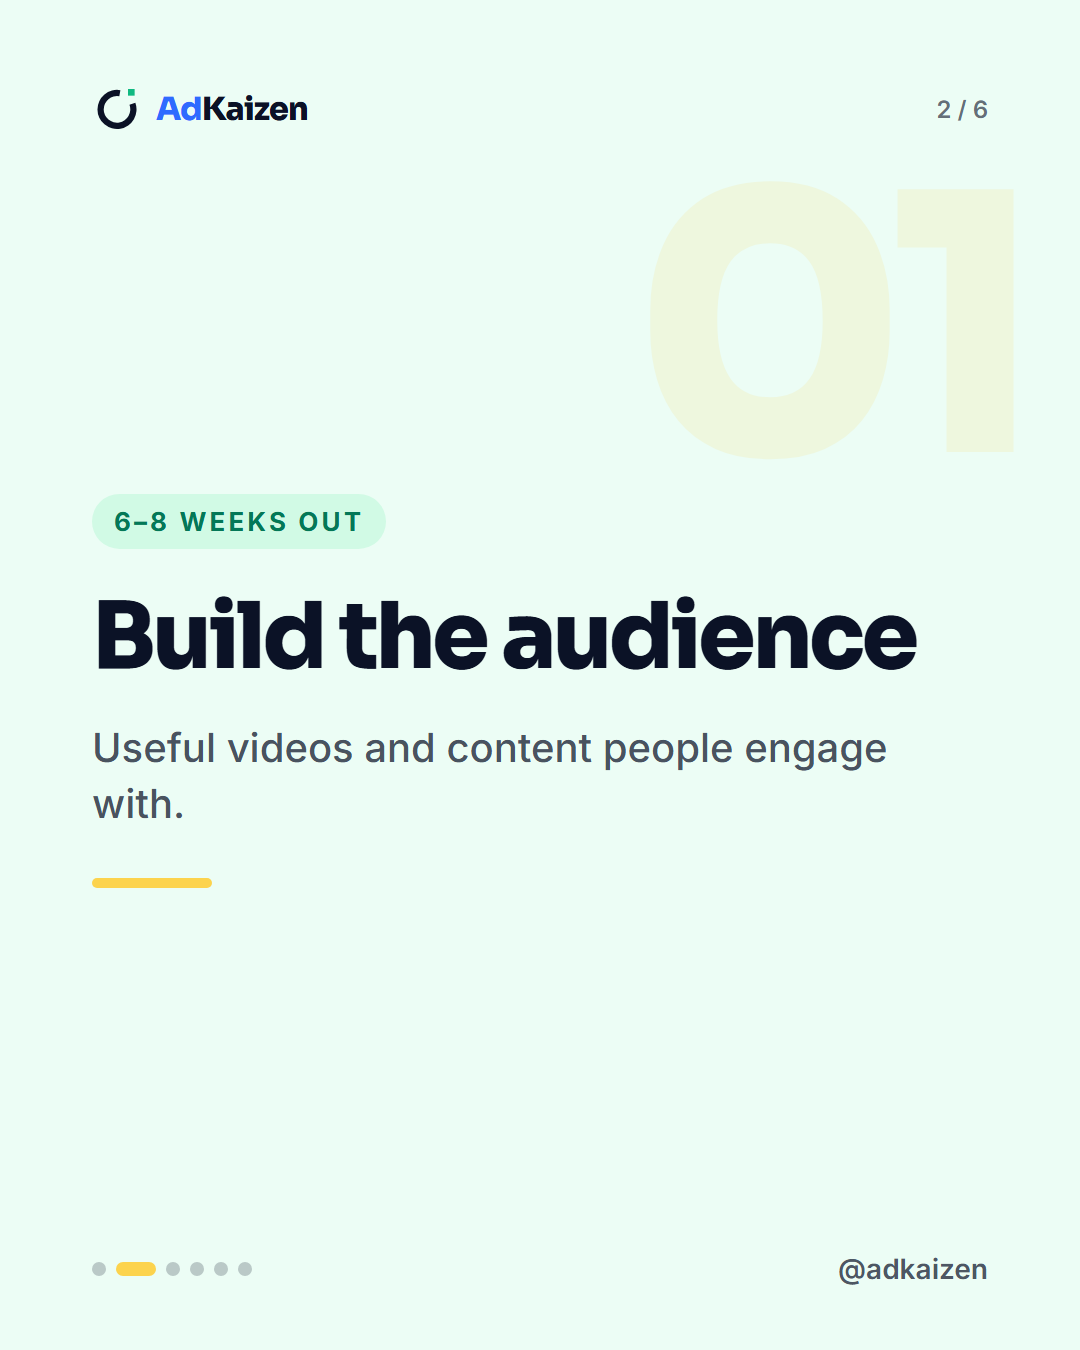 AdKaizen
2 / 6
01
6–8 WEEKS OUT
Build the audience
Useful videos and content people engage
with.
@adkaizen